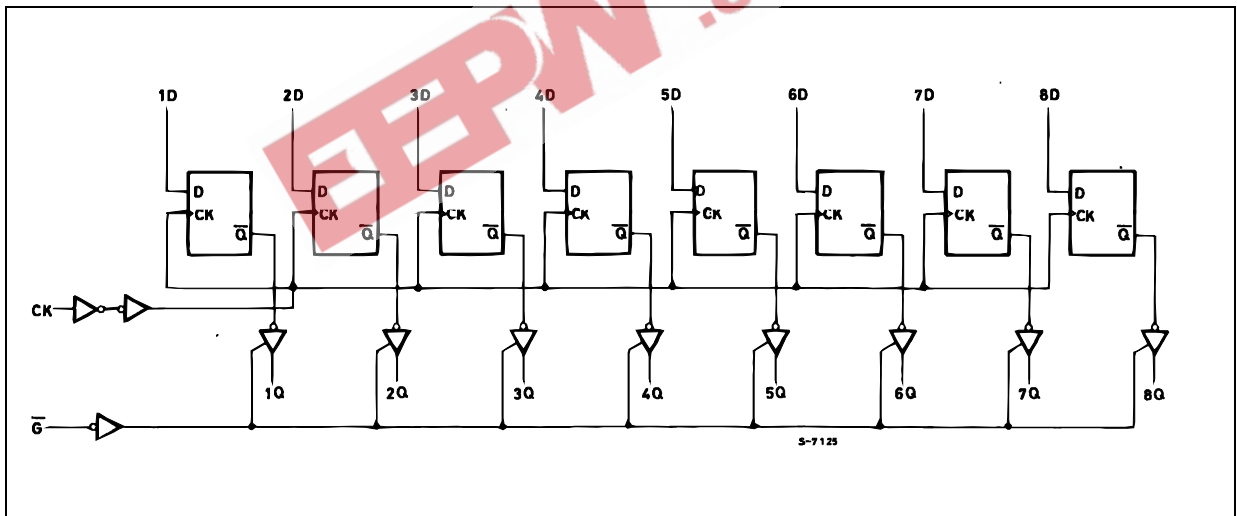 EEPW
1D 2D 3D 4D 5D 6D 7D 8D
D D D D D D D D
CK CK CK CK CK CK CK CK
Q̅ Q̅ Q̅ Q̅ Q̅ Q̅ Q̅ Q̅
CK
1Q 2Q 3Q 4Q 5Q 6Q 7Q 8Q
G̅
S-7125